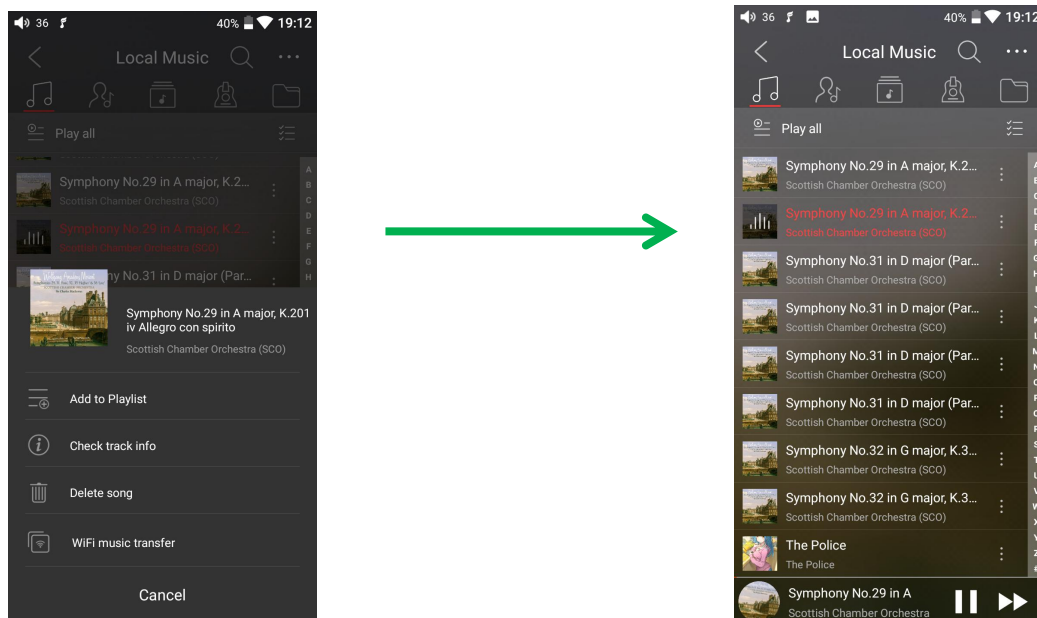 36
40%
19:12
Local Music
Play all
Symphony No.29 in A major, K.2...
Scottish Chamber Orchestra (SCO)
Symphony No.29 in A major, K.2...
Scottish Chamber Orchestra (SCO)
ny No.31 in D major (Par...
A
B
C
D
E
F
G
H
Symphony No.29 in A major, K.201
iv Allegro con spirito
Scottish Chamber Orchestra (SCO)
Add to Playlist
Check track info
Delete song
WiFi music transfer
Cancel
36
40%
19:12
Local Music
Play all
Symphony No.29 in A major, K.2...
Scottish Chamber Orchestra (SCO)
Symphony No.29 in A major, K.2...
Scottish Chamber Orchestra (SCO)
Symphony No.31 in D major (Par...
Scottish Chamber Orchestra (SCO)
Symphony No.31 in D major (Par...
Scottish Chamber Orchestra (SCO)
Symphony No.31 in D major (Par...
Scottish Chamber Orchestra (SCO)
Symphony No.31 in D major (Par...
Scottish Chamber Orchestra (SCO)
Symphony No.32 in G major, K.3...
Scottish Chamber Orchestra (SCO)
Symphony No.32 in G major, K.3...
Scottish Chamber Orchestra (SCO)
The Police
The Police
Symphony No.29 in A
Scottish Chamber Orchestra